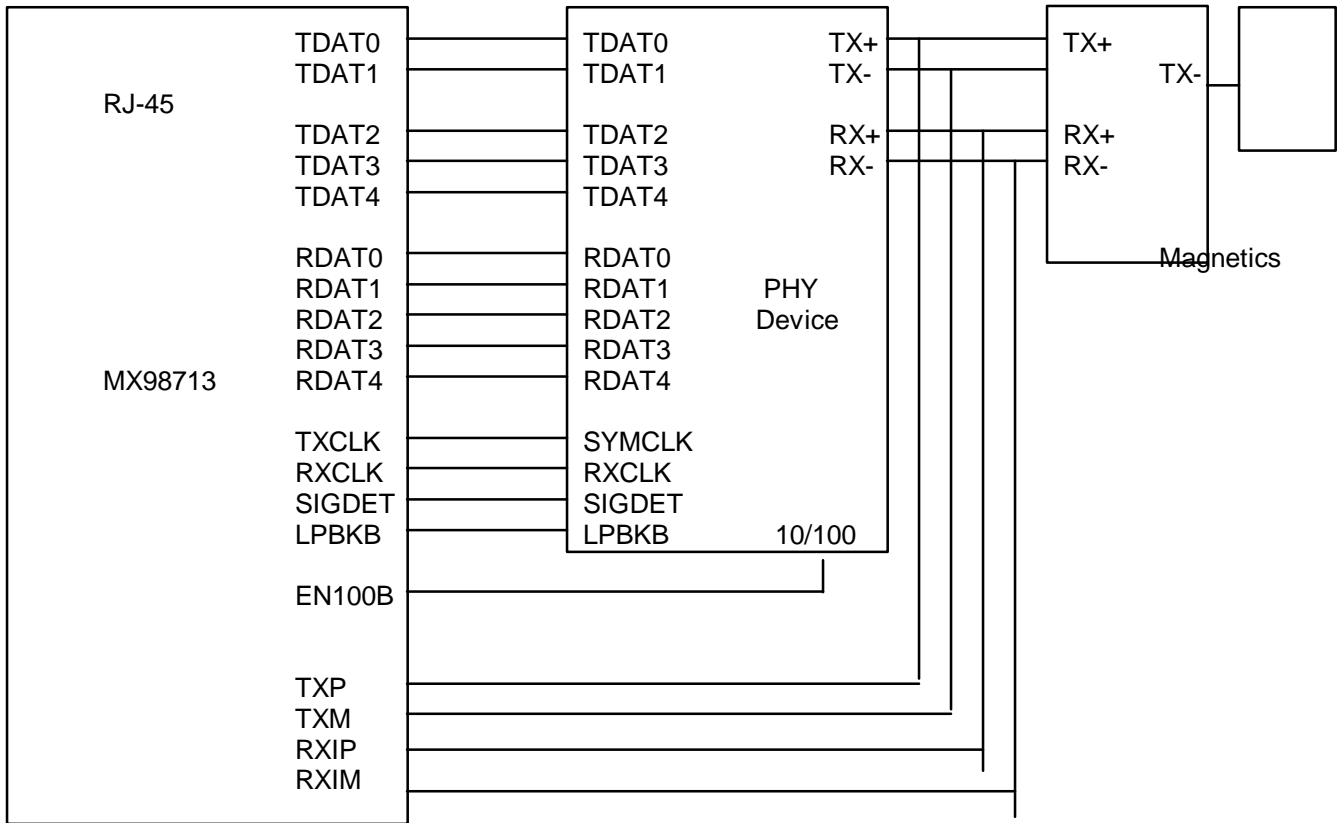 TDAT0 TDAT0 TX+ TX+
TDAT1 TDAT1 TX- TX-
RJ-45
TDAT2 TDAT2 RX+ RX+
TDAT3 TDAT3 RX- RX-
TDAT4 TDAT4
RDAT0 RDAT0 Magnetics
RDAT1 RDAT1 PHY
RDAT2 RDAT2 Device
RDAT3 RDAT3
MX98713 RDAT4 RDAT4
TXCLK SYMCLK
RXCLK RXCLK
SIGDET SIGDET
LPBKB LPBKB 10/100
EN100B
TXP
TXM
RXIP
RXIM